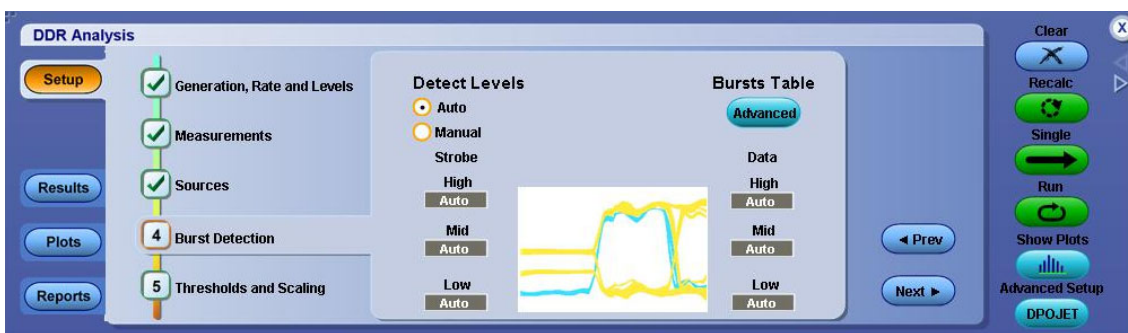 DDR Analysis
Setup
Results
Plots
Reports
Generation, Rate and Levels
Measurements
Sources
4 Burst Detection
5 Thresholds and Scaling
Detect Levels
Auto
Manual
Strobe
High
Auto
Mid
Auto
Low
Auto
Bursts Table
Advanced
Data
High
Auto
Mid
Auto
Low
Auto
◄ Prev
Next ►
Clear
X
Recalc
Single
Run
Show Plots
Advanced Setup
DPOJET